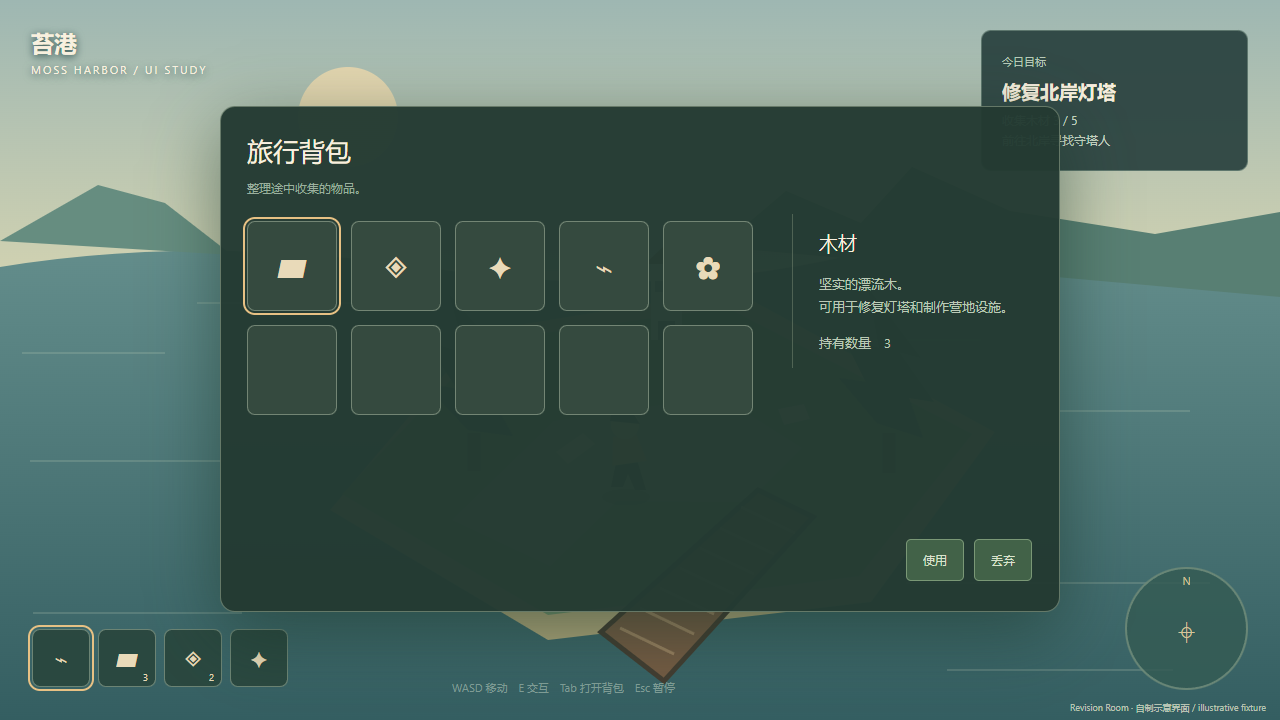 苔港
MOSS HARBOR / UI STUDY
今日目标
修复北岸灯塔
/ 5
找守塔人
旅行背包
整理途中收集的物品。
木材
坚实的漂流木。
可用于修复灯塔和制作营地设施。
持有数量 3
使用
丢弃
3
2
N
WASD 移动 E 交互 Tab 打开背包 Esc 暂停
Revision Room · 自制示意界面 / illustrative fixture